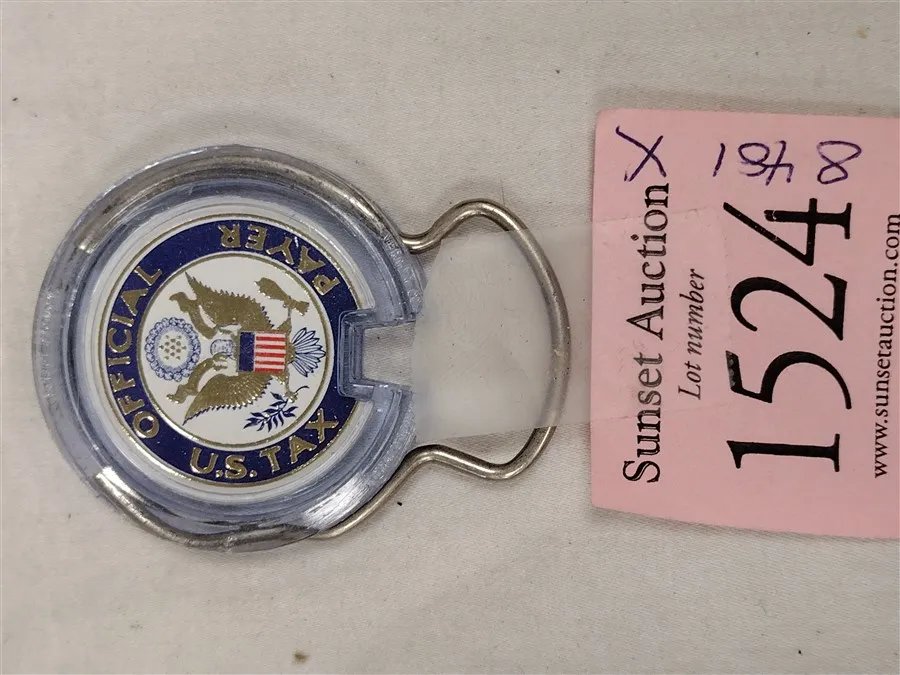 OFFICIAL
U.S. TAX
PAYER
Sunset Auction
Lot number
1524
www.sunsetauction.com